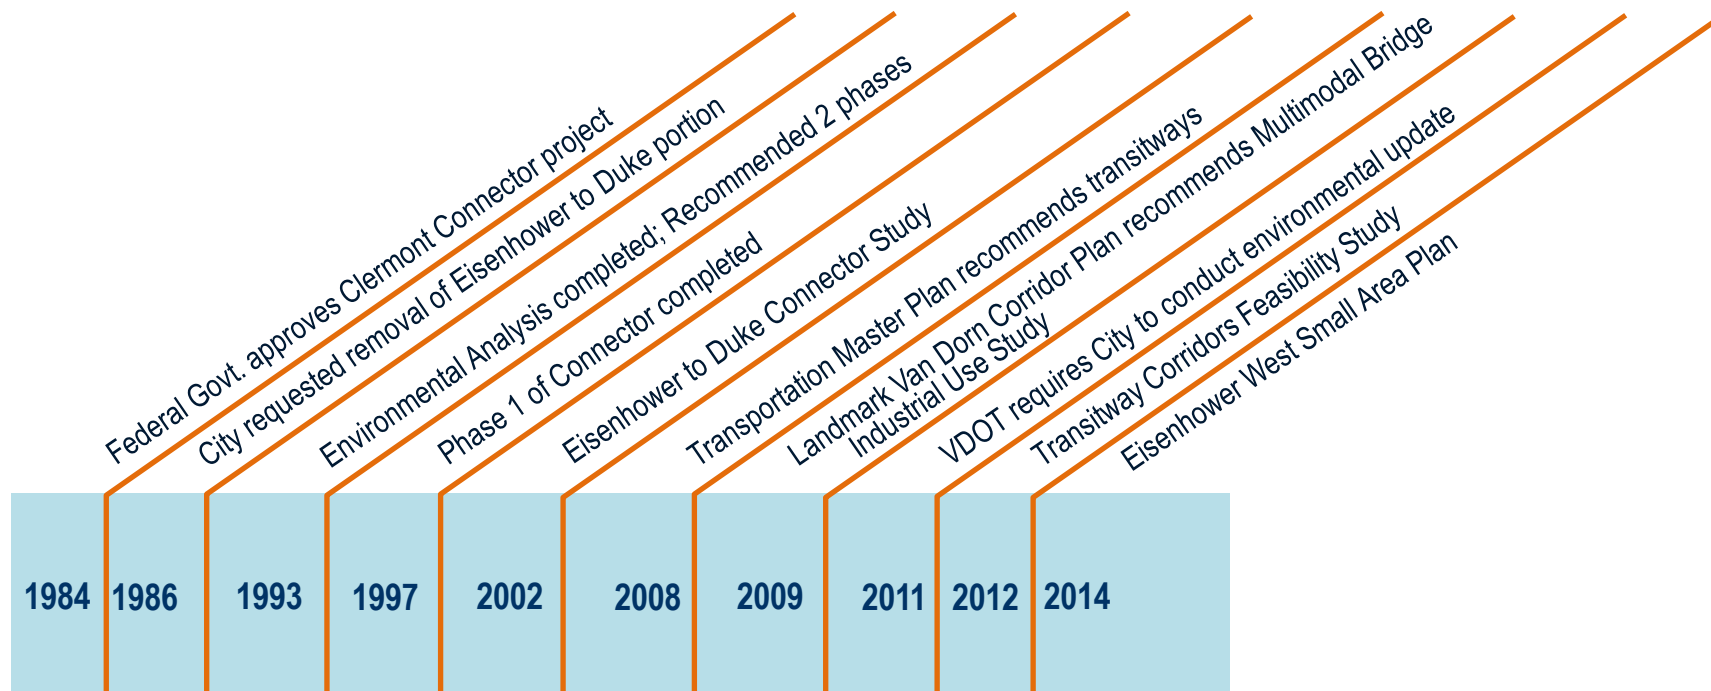 Federal Govt. approves Clermont Connector project
City requested removal of Eisenhower to Duke portion
Environmental Analysis completed; Recommended 2 phases
Phase 1 of Connector completed
Eisenhower to Duke Connector Study
Transportation Master Plan recommends transitways
Landmark Van Dorn Corridor Plan recommends Multimodal Bridge
Industrial Use Study
VDOT requires City to conduct environmental update
Transitway Corridors Feasibility Study
Eisenhower West Small Area Plan
1984 1986 1993 1997 2002 2008 2009 2011 2012 2014